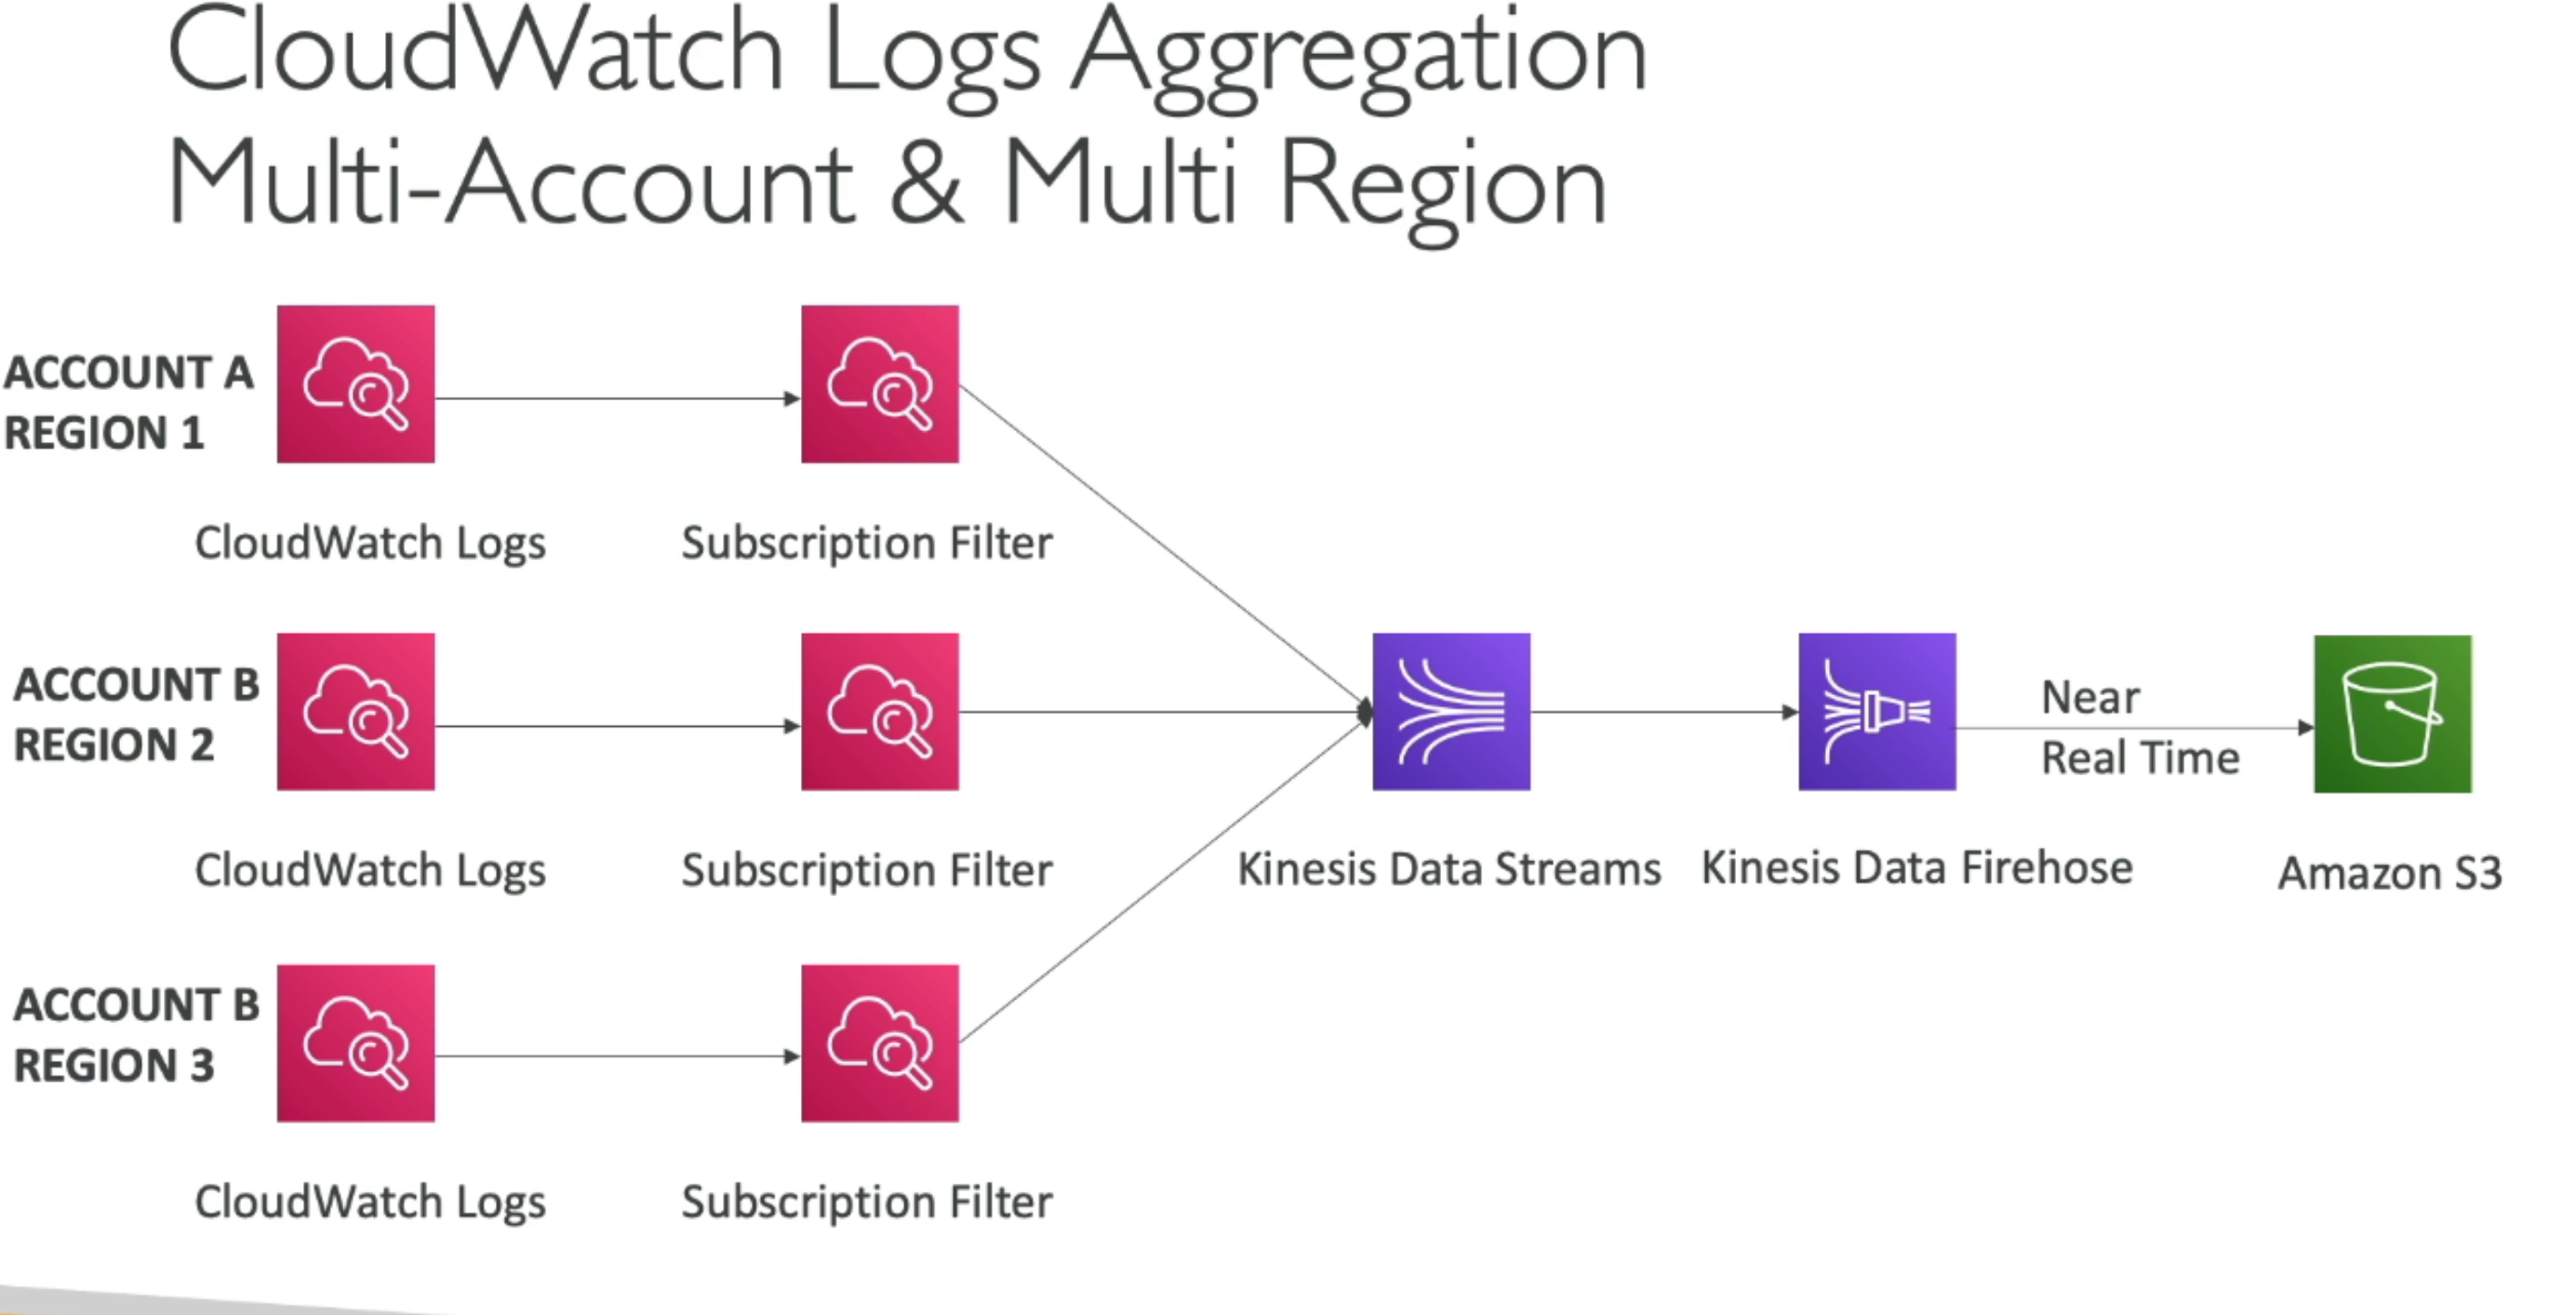 CloudWatch Logs Aggregation
Multi-Account & Multi Region
ACCOUNT A
REGION 1
CloudWatch Logs
Subscription Filter
ACCOUNT B
REGION 2
CloudWatch Logs
Subscription Filter
Kinesis Data Streams
Kinesis Data Firehose
Near
Real Time
Amazon S3
ACCOUNT B
REGION 3
CloudWatch Logs
Subscription Filter